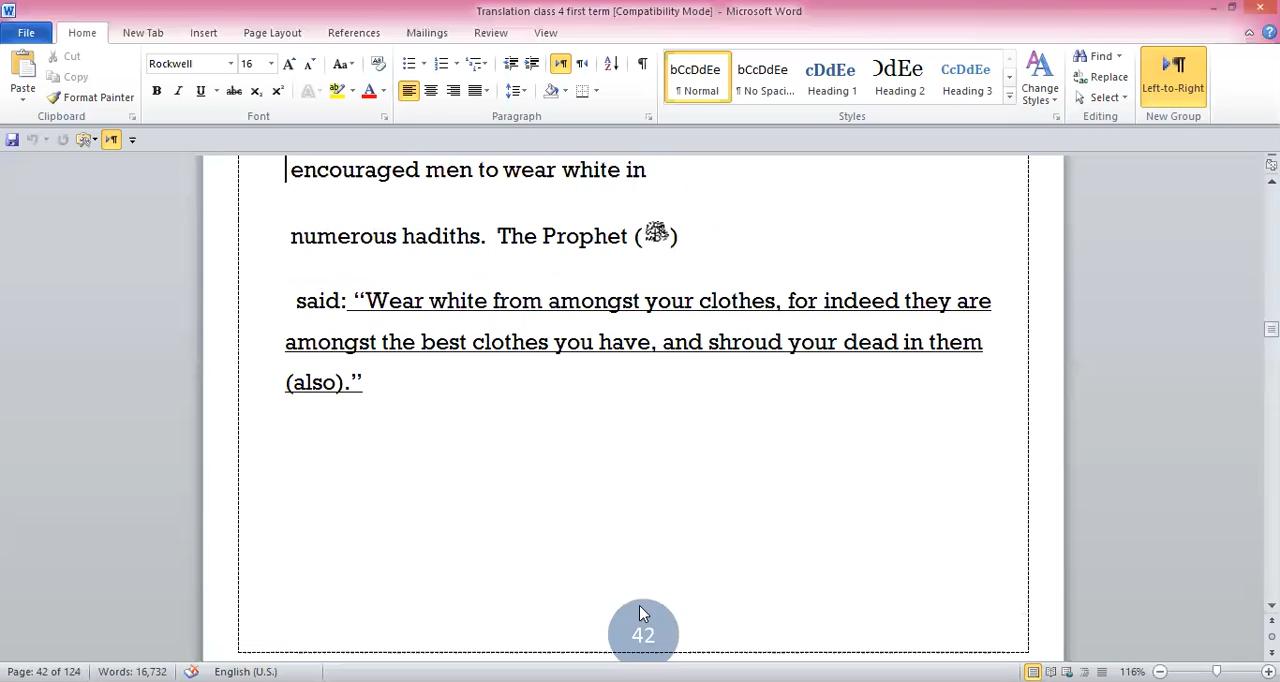 Translation class 4 first term [Compatibility Mode] - Microsoft Word
File Home New Tab Insert Page Layout References Mailings Review View
Paste Cut Copy Format Painter Clipboard
Rockwell 16 Font
Paragraph
bCcDdEe ¶ Normal
bCcDdEe ¶ No Spaci...
cDdEe Heading 1
DdEe Heading 2
CcDdEe Heading 3
Change Styles Styles
Find Replace Select Editing
Left-to-Right New Group
encouraged men to wear white in
numerous hadiths. The Prophet (ﷺ)
said: “Wear white from amongst your clothes, for indeed they are
amongst the best clothes you have, and shroud your dead in them
(also).”
42
Page: 42 of 124 Words: 16,732 English (U.S.) 116%